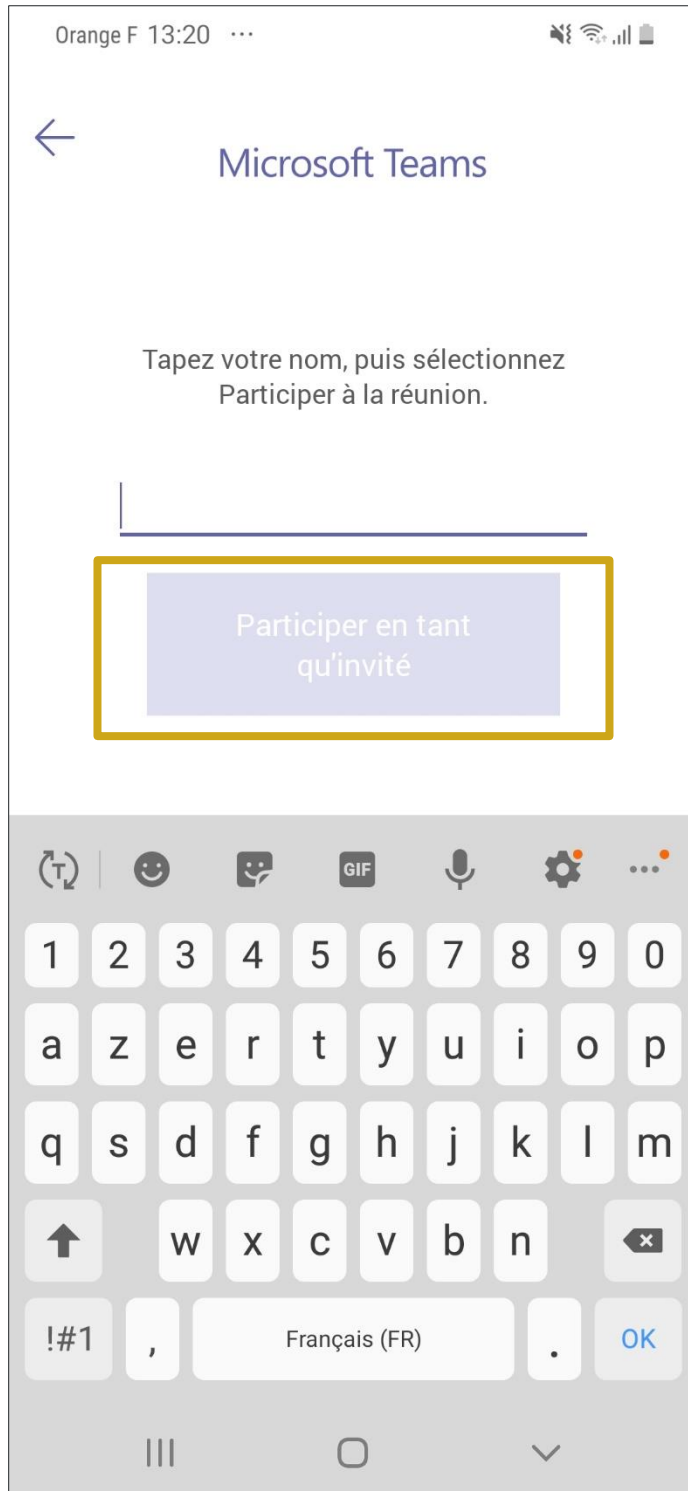 Orange F 13:20 ...
Microsoft Teams
Tapez votre nom, puis sélectionnez
Participer à la réunion.
Participer en tant
qu'invité
T GIF ...
1 2 3 4 5 6 7 8 9 0
a z e r t y u i o p
q s d f g h j k l m
w x c v b n
!#1 , Français (FR) . OK